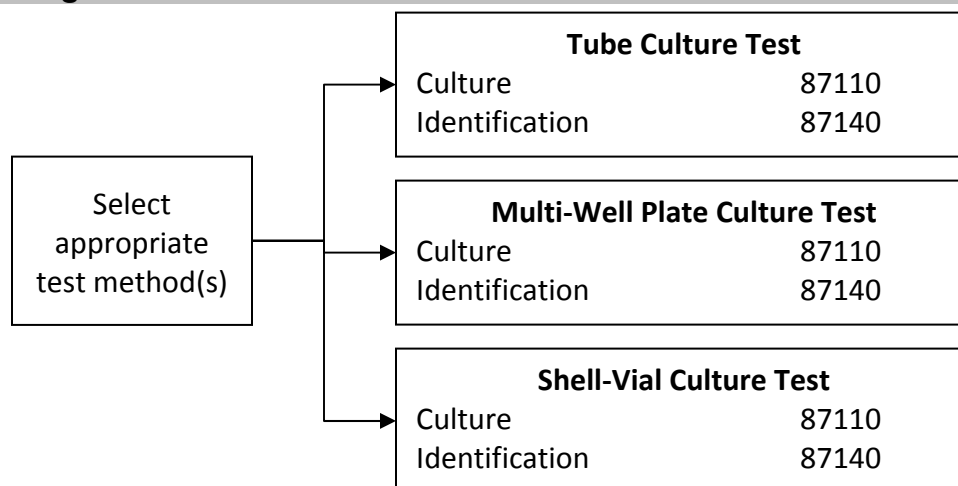 Tube Culture Test
Culture 87110
Identification 87140
Select
appropriate
test method(s)
Multi-Well Plate Culture Test
Culture 87110
Identification 87140
Shell-Vial Culture Test
Culture 87110
Identification 87140